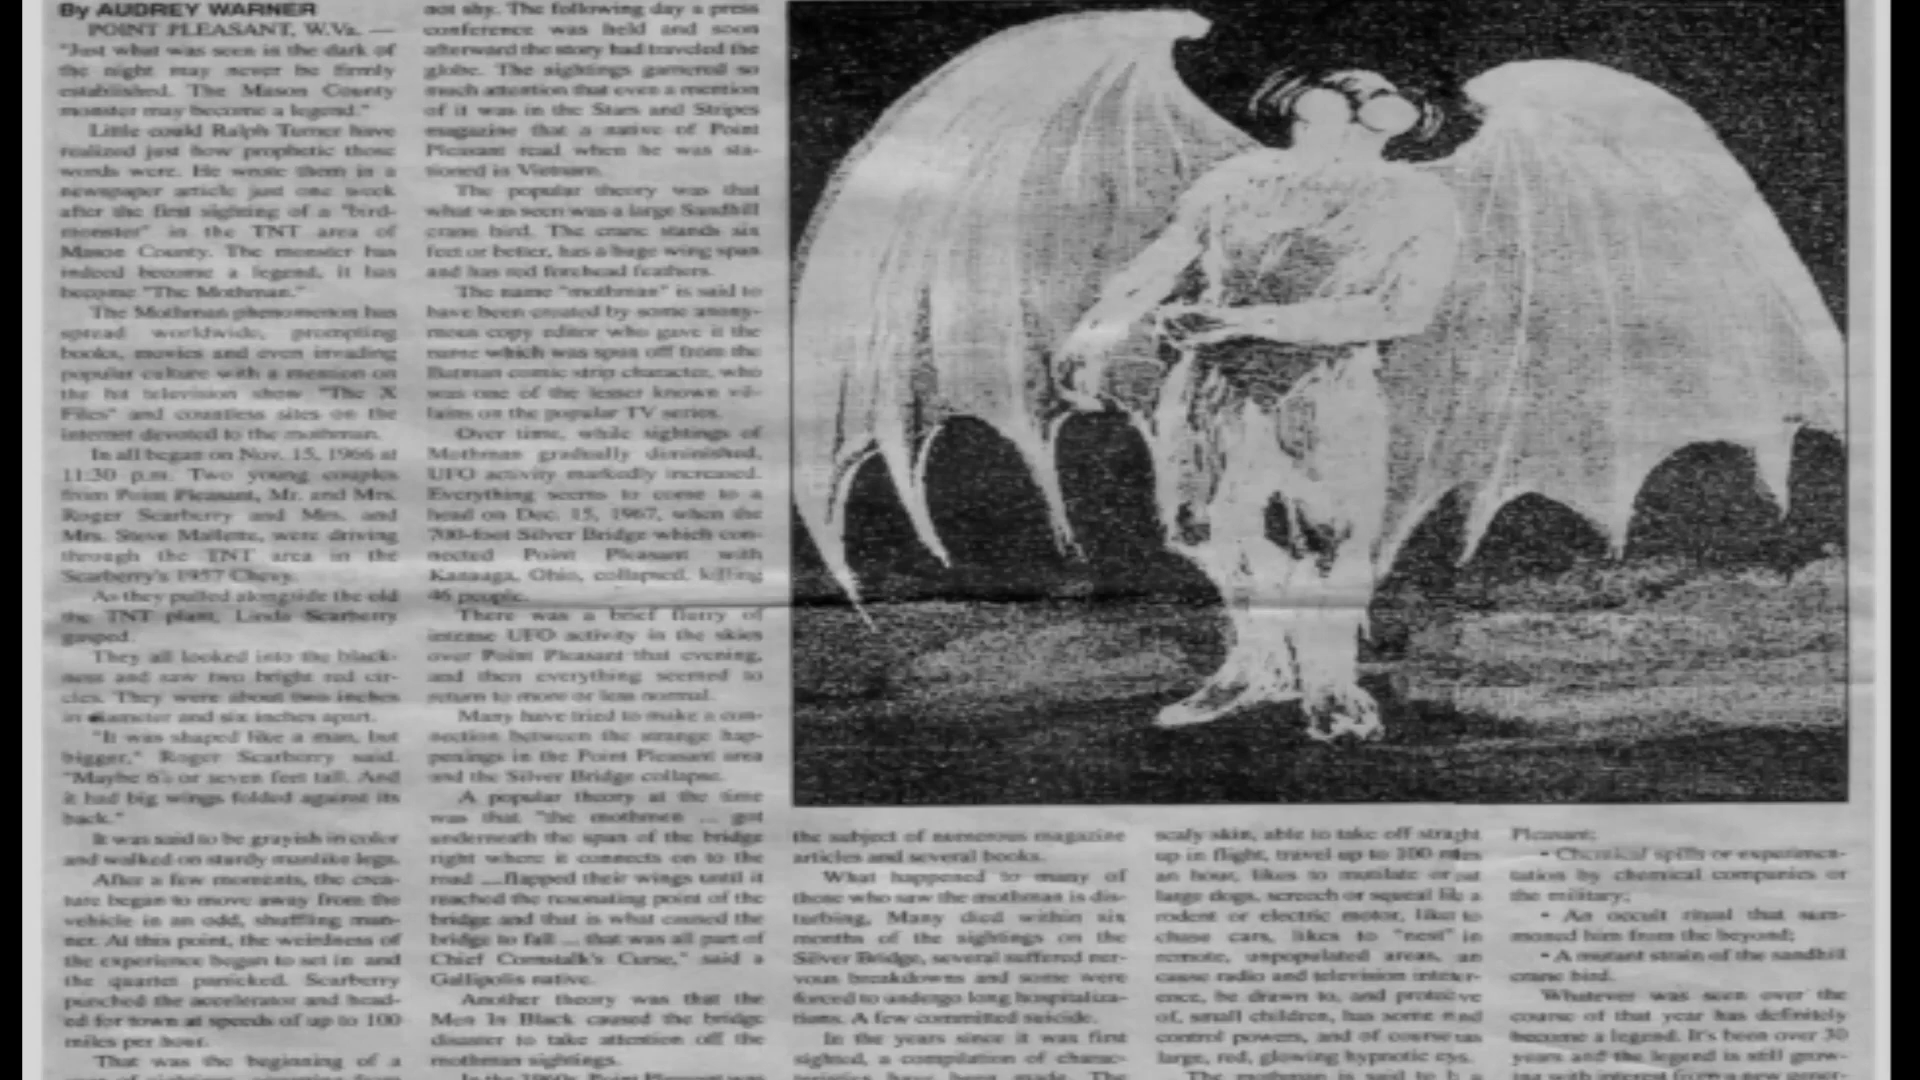 By AUDREY WARNER
POINT PLEASANT, W.Va. —
"Just what was seen in the dark of
the night may never be firmly
established. The Mason County
monster may become a legend."
Little could Ralph Turner have
realized just how prophetic those
words were. He wrote them in a
newspaper article just one week
after the first sighting of a "bird-
monster" in the TNT area of
Mason County. The monster has
indeed become a legend, it has
become "The Mothman."
The Mothman phenomenon has
spread worldwide, prompting
books, movies and even invading
popular culture with a mention on
the hit television show "The X
Files" and countless sites on the
internet devoted to the mothman.
In all began on Nov. 15, 1966 at
11:30 p.m. Two young couples
from Point Pleasant, Mr. and Mrs.
Roger Scarberry and Mrs. and
Mrs. Steve Mallette, were driving
through the TNT area in the
Scarberry's 1957 Chevy.
As they pulled alongside the old
the TNT plant, Linda Scarberry
gasped.
They all looked into the black-
ness and saw two bright red cir-
cles. They were about two inches
in diameter and six inches apart.
"It was shaped like a man, but
bigger," Roger Scarberry said.
"Maybe 6½ or seven feet tall. And
it had big wings folded against its
back."
It was said to be grayish in color
and walked on sturdy manlike legs.
After a few moments, the crea-
ture began to move away from the
vehicle in an odd, shuffling man-
ner. At this point, the weirdness of
the experience began to set in and
the quartet panicked. Scarberry
punched the accelerator and head-
ed for town at speeds of up to 100
miles per hour.
That was the beginning of a
not shy. The following day a press
conference was held and soon
afterward the story had traveled the
globe. The sightings garnered so
much attention that even a mention
of it was in the Stars and Stripes
magazine that a native of Point
Pleasant read when he was sta-
tioned in Vietnam.
The popular theory was that
what was seen was a large Sandhill
crane bird. The crane stands six
feet or better, has a huge wing span
and has red forehead feathers.
The name "mothman" is said to
have been created by some anony-
mous copy editor who gave it the
name which was spun off from the
Batman comic strip character, who
was one of the lesser known vil-
lains on the popular TV series.
Over time, while sightings of
Mothman gradually diminished,
UFO activity markedly increased.
Everything seems to come to a
head on Dec. 15, 1967, when the
700-foot Silver Bridge which con-
nected Point Pleasant with
Kanauga, Ohio, collapsed, killing
46 people.
There was a brief flurry of
intense UFO activity in the skies
over Point Pleasant that evening,
and then everything seemed to
return to more or less normal.
Many have tried to make a con-
nection between the strange hap-
penings in the Point Pleasant area
and the Silver Bridge collapse.
A popular theory at the time
was that "the mothmen ... got
underneath the span of the bridge
right where it connects on to the
road ....flapped their wings until it
reached the resonating point of the
bridge and that is what caused the
bridge to fall ... that was all part of
Chief Cornstalk's Curse," said a
Gallipolis native.
Another theory was that the
Men In Black caused the bridge
disaster to take attention off the
mothman sightings.
In the 1960s, Point Pleasant was
the subject of numerous magazine
articles and several books.
What happened to many of
those who saw the mothman is dis-
turbing, Many died within six
months of the sightings on the
Silver Bridge, several suffered ner-
vous breakdowns and some were
forced to undergo long hospitaliza-
tions. A few committed suicide.
In the years since it was first
sighted, a compilation of charac-
teristics have been made. The
scaly skin, able to take off straght
up in flight, travel up to 100 miles
an hour, likes to mutilate or eat
large dogs, screech or squeal like a
rodent or electric motor, like to
chase cars, likes to "nest" in
remote, unpopulated areas, an
cause radio and television interfer-
ence, be drawn to, and protective
of, small children, has some mind
control powers, and of course has
large, red, glowing hypnotic eys.
The mothman is said to b a
Pleasant;
• Chemical spills or experimen-
tation by chemical companies or
the military;
• An occult ritual that sum-
moned him from the beyond;
• A mutant strain of the sandhill
crane bird.
Whatever was seen over the
course of that year has definitely
become a legend. It's been over 30
years and the legend is still grow-
ing with interest from a new gener-